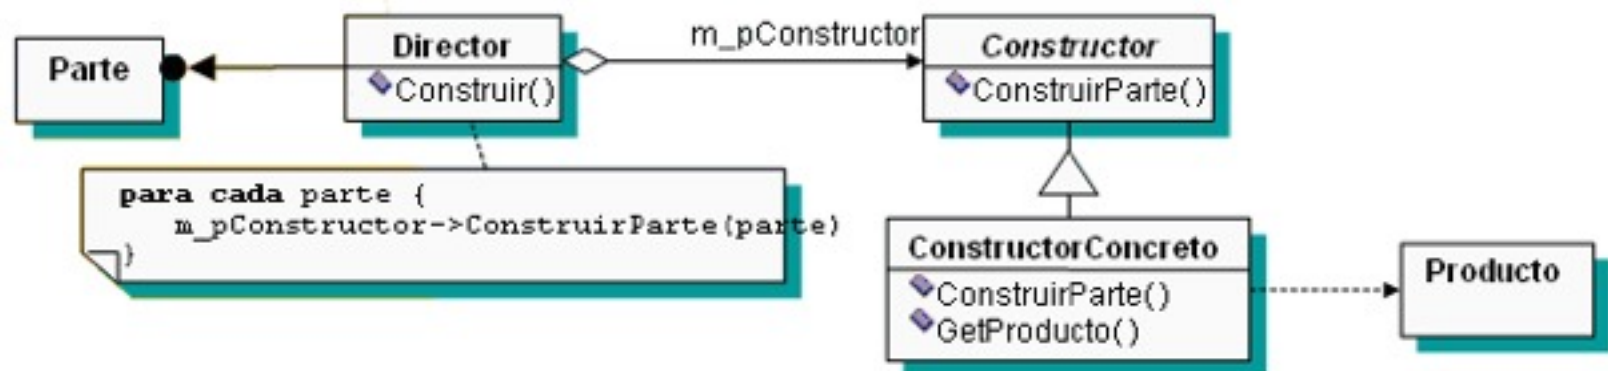 Parte
Director
Construir()
m_pConstructor
Constructor
ConstruirParte()
para cada parte {
m_pConstructor->ConstruirParte(parte)
}
ConstructorConcreto
ConstruirParte()
GetProducto()
Producto